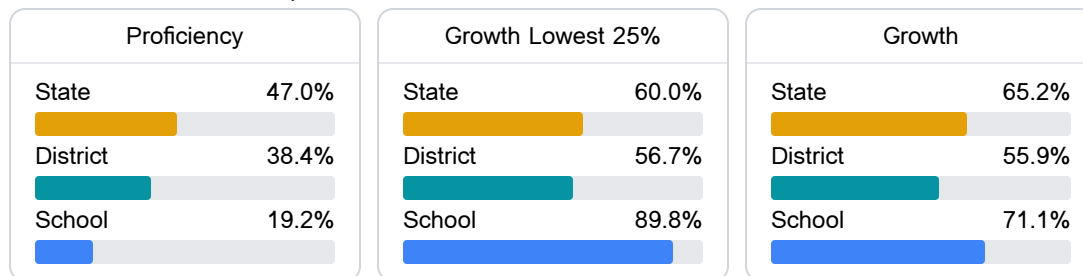 Proficiency
State 47.0%
District 38.4%
School 19.2%
Growth Lowest 25%
State 60.0%
District 56.7%
School 89.8%
Growth
State 65.2%
District 55.9%
School 71.1%